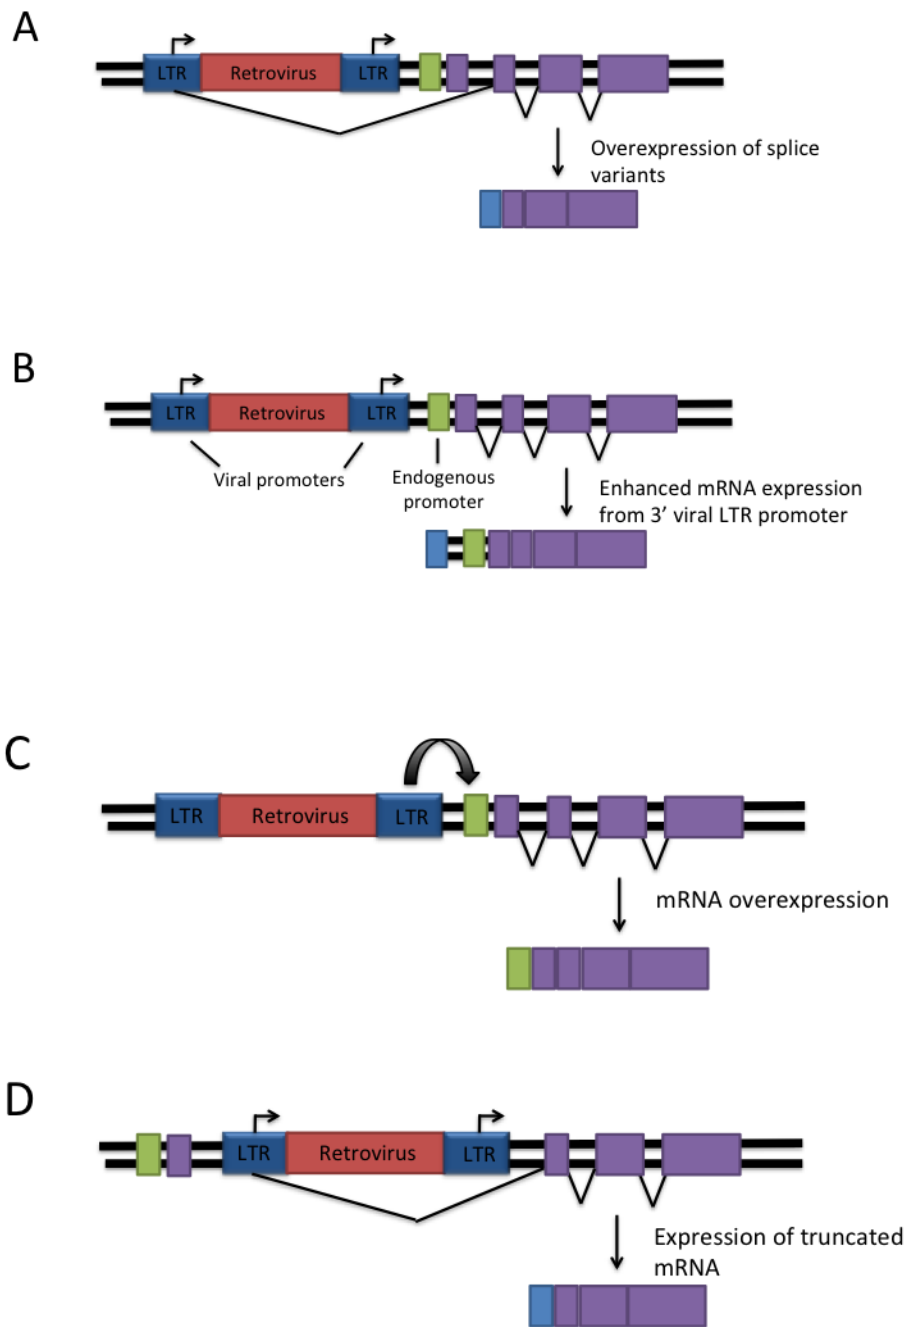 A
LTR Retrovirus LTR
Overexpression of splice
variants
B
LTR Retrovirus LTR
Viral promoters
Endogenous
promoter
Enhanced mRNA expression
from 3’ viral LTR promoter
C
LTR Retrovirus LTR
mRNA overexpression
D
LTR Retrovirus LTR
Expression of truncated
mRNA